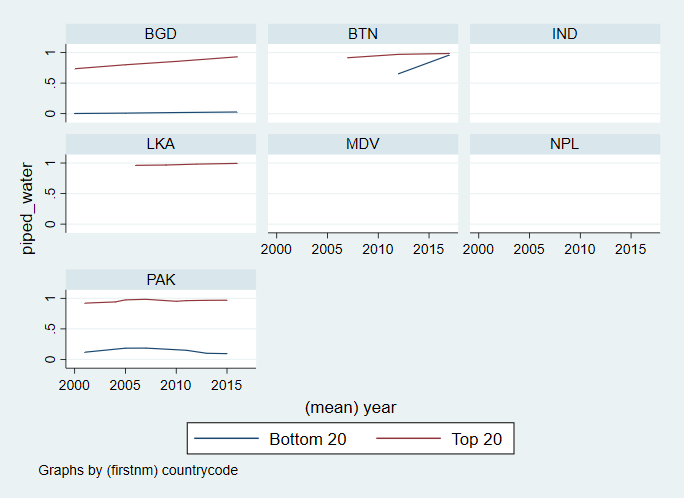 BGD BTN IND
1
.5
0
LKA MDV NPL
1
.5
0
2000 2005 2010 2015 2000 2005 2010 2015
piped_water
PAK
1
.5
0
2000 2005 2010 2015
(mean) year
Bottom 20 Top 20
Graphs by (firstnm) countrycode